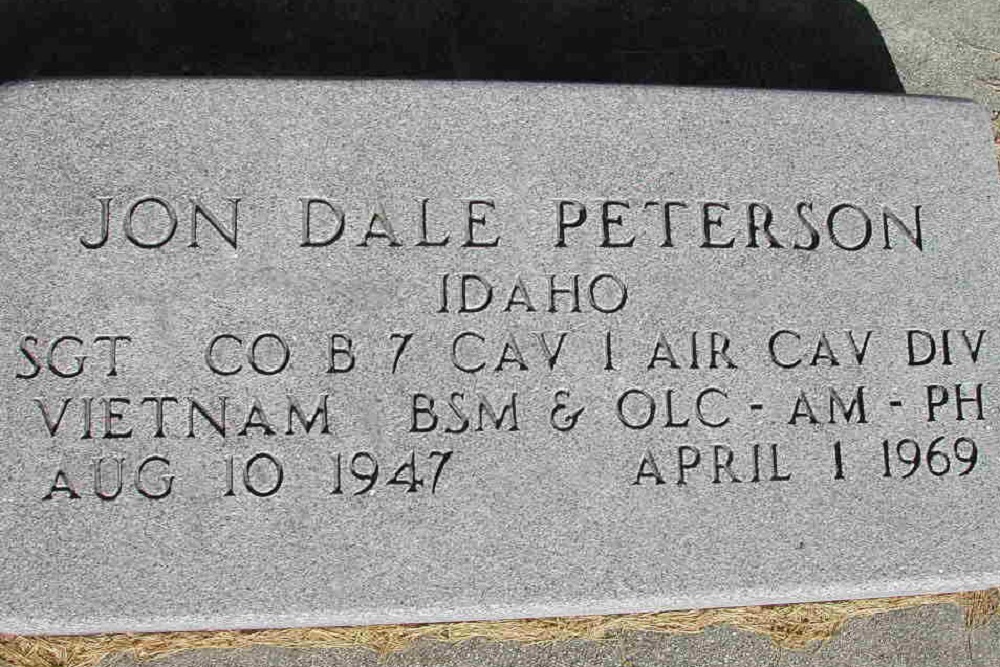 JON DALE PETERSON
IDAHO
SGT CO B 7 CAV 1 AIR CAV DIV
VIETNAM BSM & OLC - AM - PH
AUG 10 1947 APRIL 1 1969